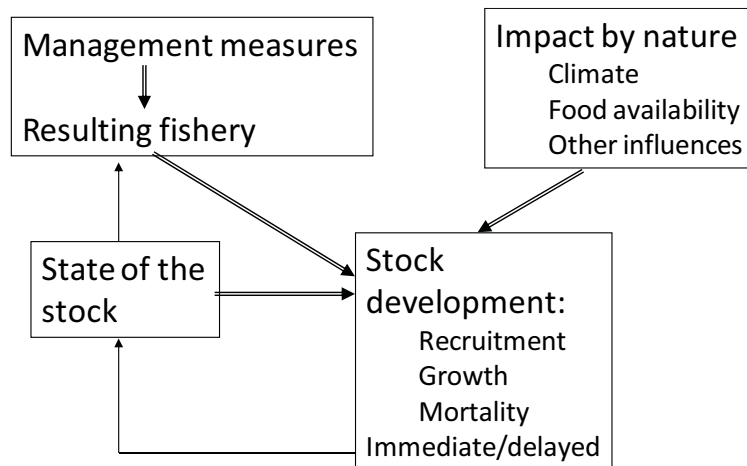 Management measures
Resulting fishery
Impact by nature
Climate
Food availability
Other influences
State of the
stock
Stock
development:
Recruitment
Growth
Mortality
Immediate/delayed